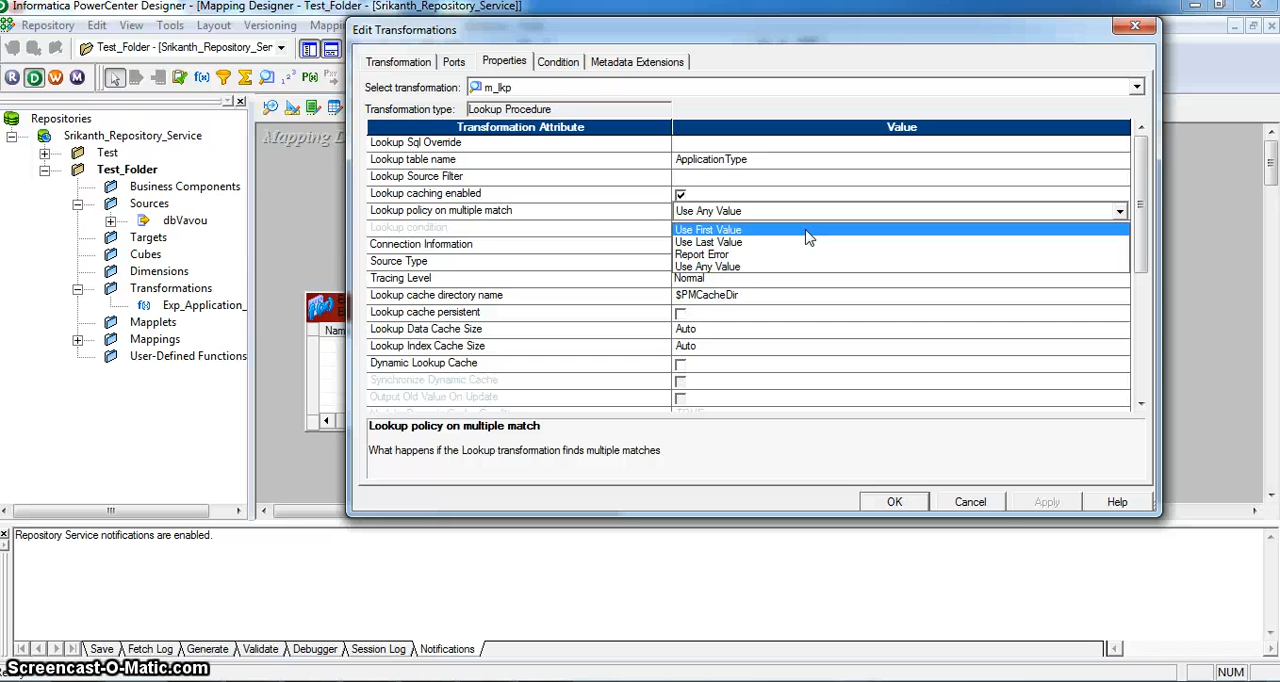 Informatica PowerCenter Designer - [Mapping Designer - Test_Folder - [Srikanth_Repository_Service]]
Repository Edit View Tools Layout Versioning
Test_Folder - [Srikanth_Repository_Ser
R D W M
Repositories
Srikanth_Repository_Service
Test
Test_Folder
Business Components
Sources
dbVavou
Targets
Cubes
Dimensions
Transformations
Exp_Application_
Mapplets
Mappings
User-Defined Functions
Edit Transformations
Transformation Ports Properties Condition Metadata Extensions
Select transformation: m_lkp
Transformation type: Lookup Procedure
Transformation Attribute Value
Lookup Sql Override
Lookup table name ApplicationType
Lookup Source Filter
Lookup caching enabled
Lookup policy on multiple match Use Any Value
Lookup condition Use First Value
Use Last Value
Connection Information Report Error
Source Type Use Any Value
Tracing Level Normal
Lookup cache directory name $PMCacheDir
Lookup cache persistent
Lookup Data Cache Size Auto
Lookup Index Cache Size Auto
Dynamic Lookup Cache
Synchronize Dynamic Cache
Output Old Value On Update
Lookup policy on multiple match
What happens if the Lookup transformation finds multiple matches
OK Cancel Apply Help
Repository Service notifications are enabled.
Save Fetch Log Generate Validate Debugger Session Log Notifications
Screencast-O-Matic.com
NUM